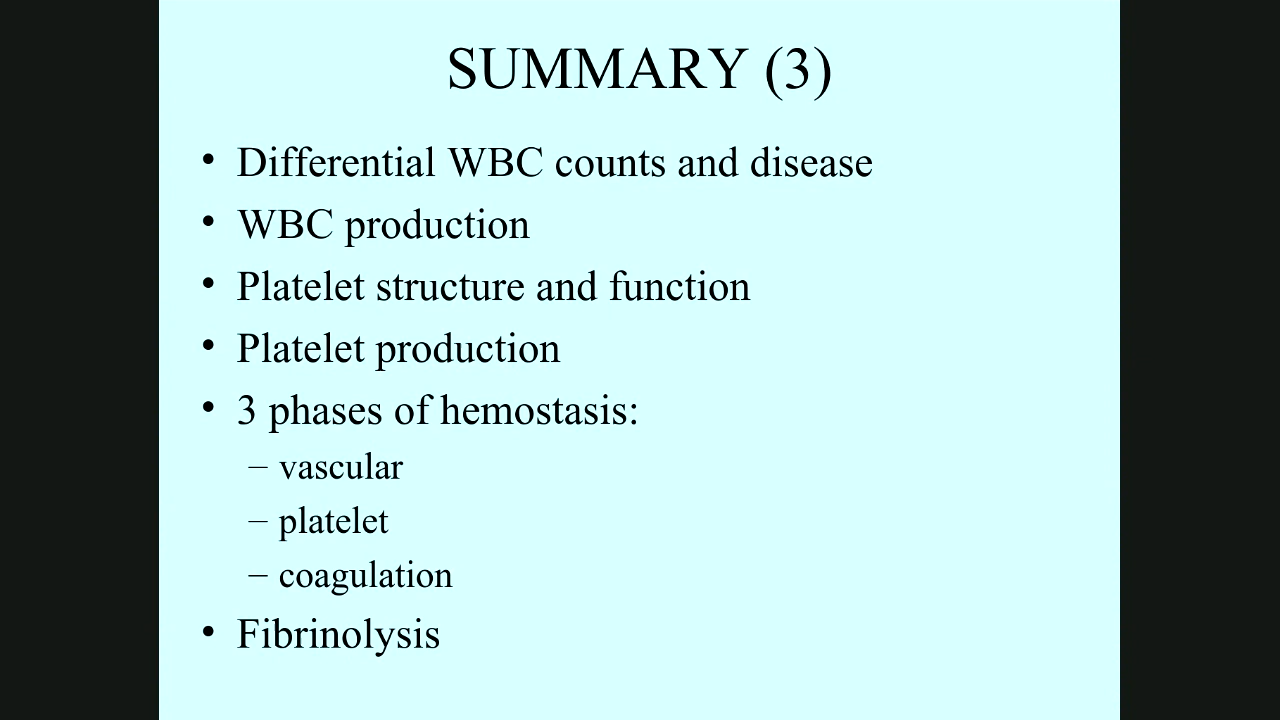 SUMMARY (3)
• Differential WBC counts and disease
• WBC production
• Platelet structure and function
• Platelet production
• 3 phases of hemostasis:
– vascular
– platelet
– coagulation
• Fibrinolysis